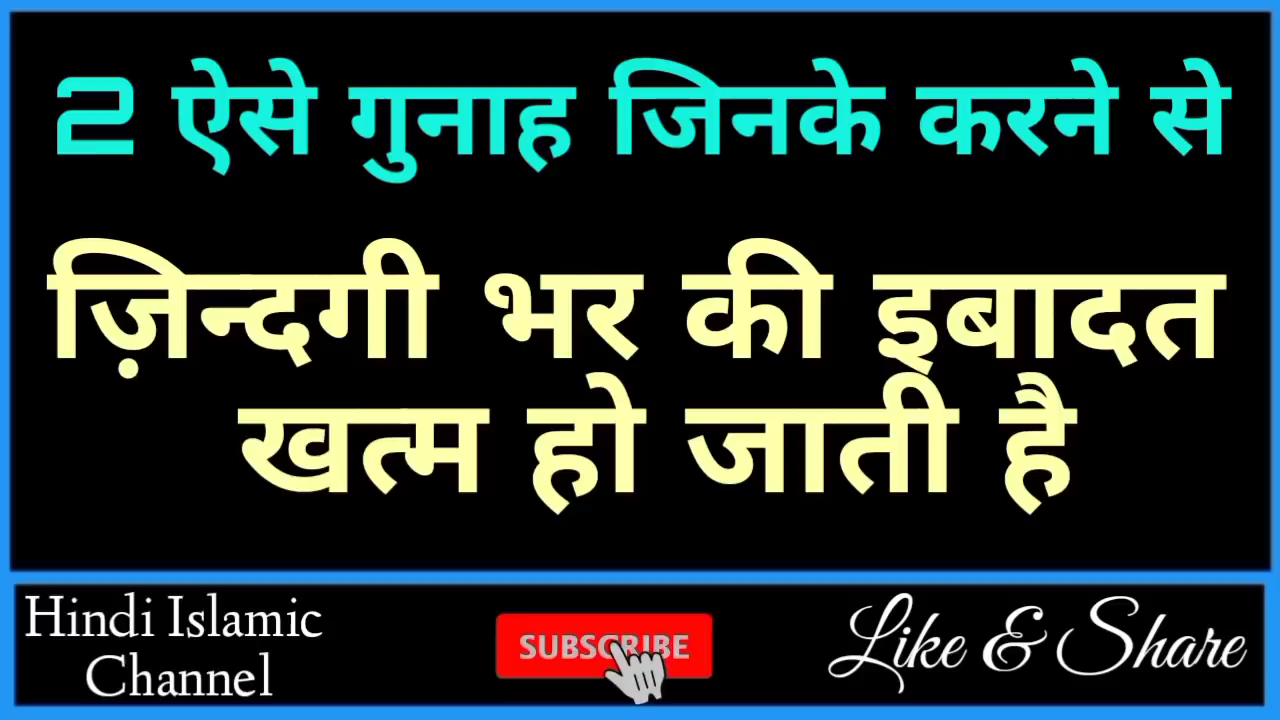 2 ऐसे गुनाह जिनके करने से
ज़िन्दगी भर की इबादत
खत्म हो जाती है
Hindi Islamic
Channel
SUBSCRIBE
Like & Share